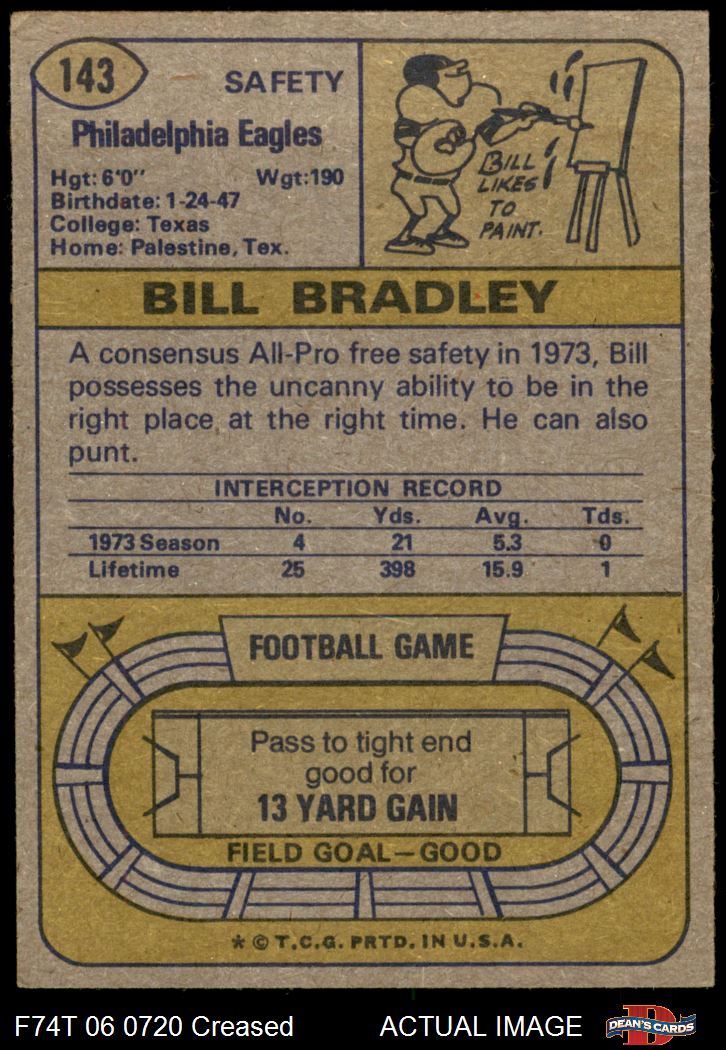 143
SAFETY
Philadelphia Eagles
Hgt: 6'0" Wgt:190
Birthdate: 1-24-47
College: Texas
Home: Palestine, Tex.
BILL
LIKES
TO
PAINT.
BILL BRADLEY
A consensus All-Pro free safety in 1973, Bill
possesses the uncanny ability to be in the
right place at the right time. He can also
punt.
INTERCEPTION RECORD
No. Yds. Avg. Tds.
1973 Season 4 21 5.3 0
Lifetime 25 398 15.9 1
FOOTBALL GAME
Pass to tight end
good for
13 YARD GAIN
FIELD GOAL—GOOD
* © T.C.G. PRTD. IN U.S.A.
F74T 06 0720 Creased ACTUAL IMAGE
D
DEAN'S CARDS